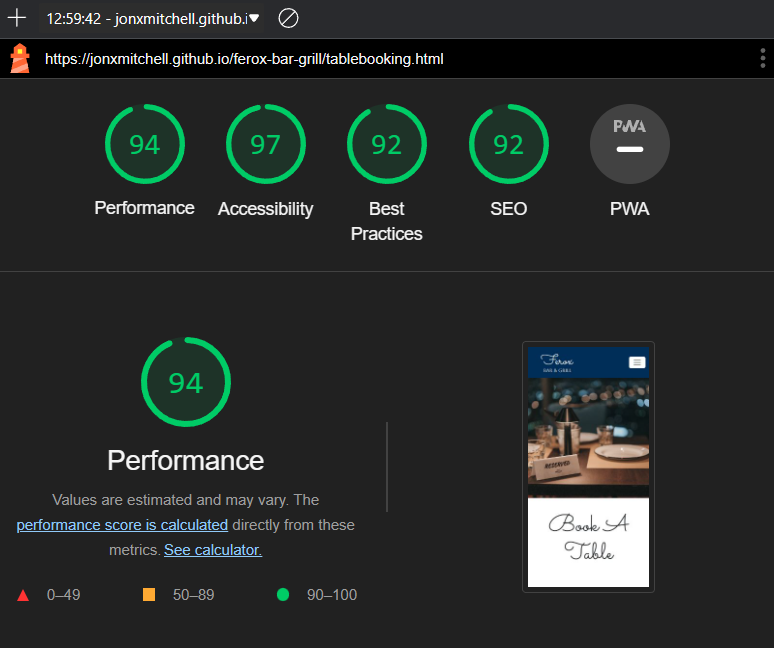 12:59:42 - jonxmitchell.github.i
https://jonxmitchell.github.io/ferox-bar-grill/tablebooking.html
94
97
92
92
PWA
Performance
Accessibility
Best
Practices
SEO
PWA
94
Performance
Values are estimated and may vary. The
performance score is calculated directly from these
metrics. See calculator.
0–49
50–89
90–100
Ferox
BAR & GRILL
RESERVED
Book A
Table